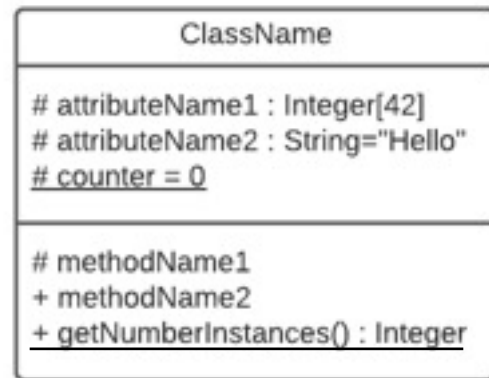 ClassName
# attributeName1 : Integer[42]
# attributeName2 : String="Hello"
# counter = 0
# methodName1
+ methodName2
+ getNumberInstances() : Integer